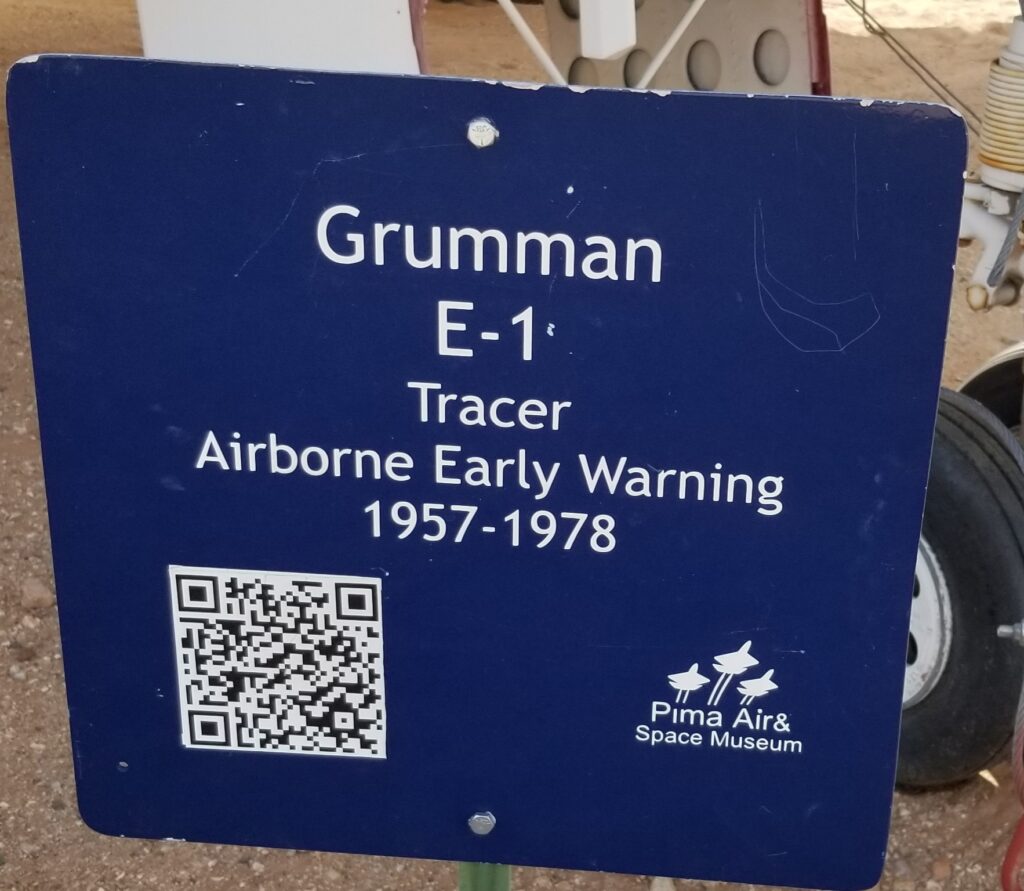 Grumman
E-1
Tracer
Airborne Early Warning
1957-1978
Pima Air&
Space Museum